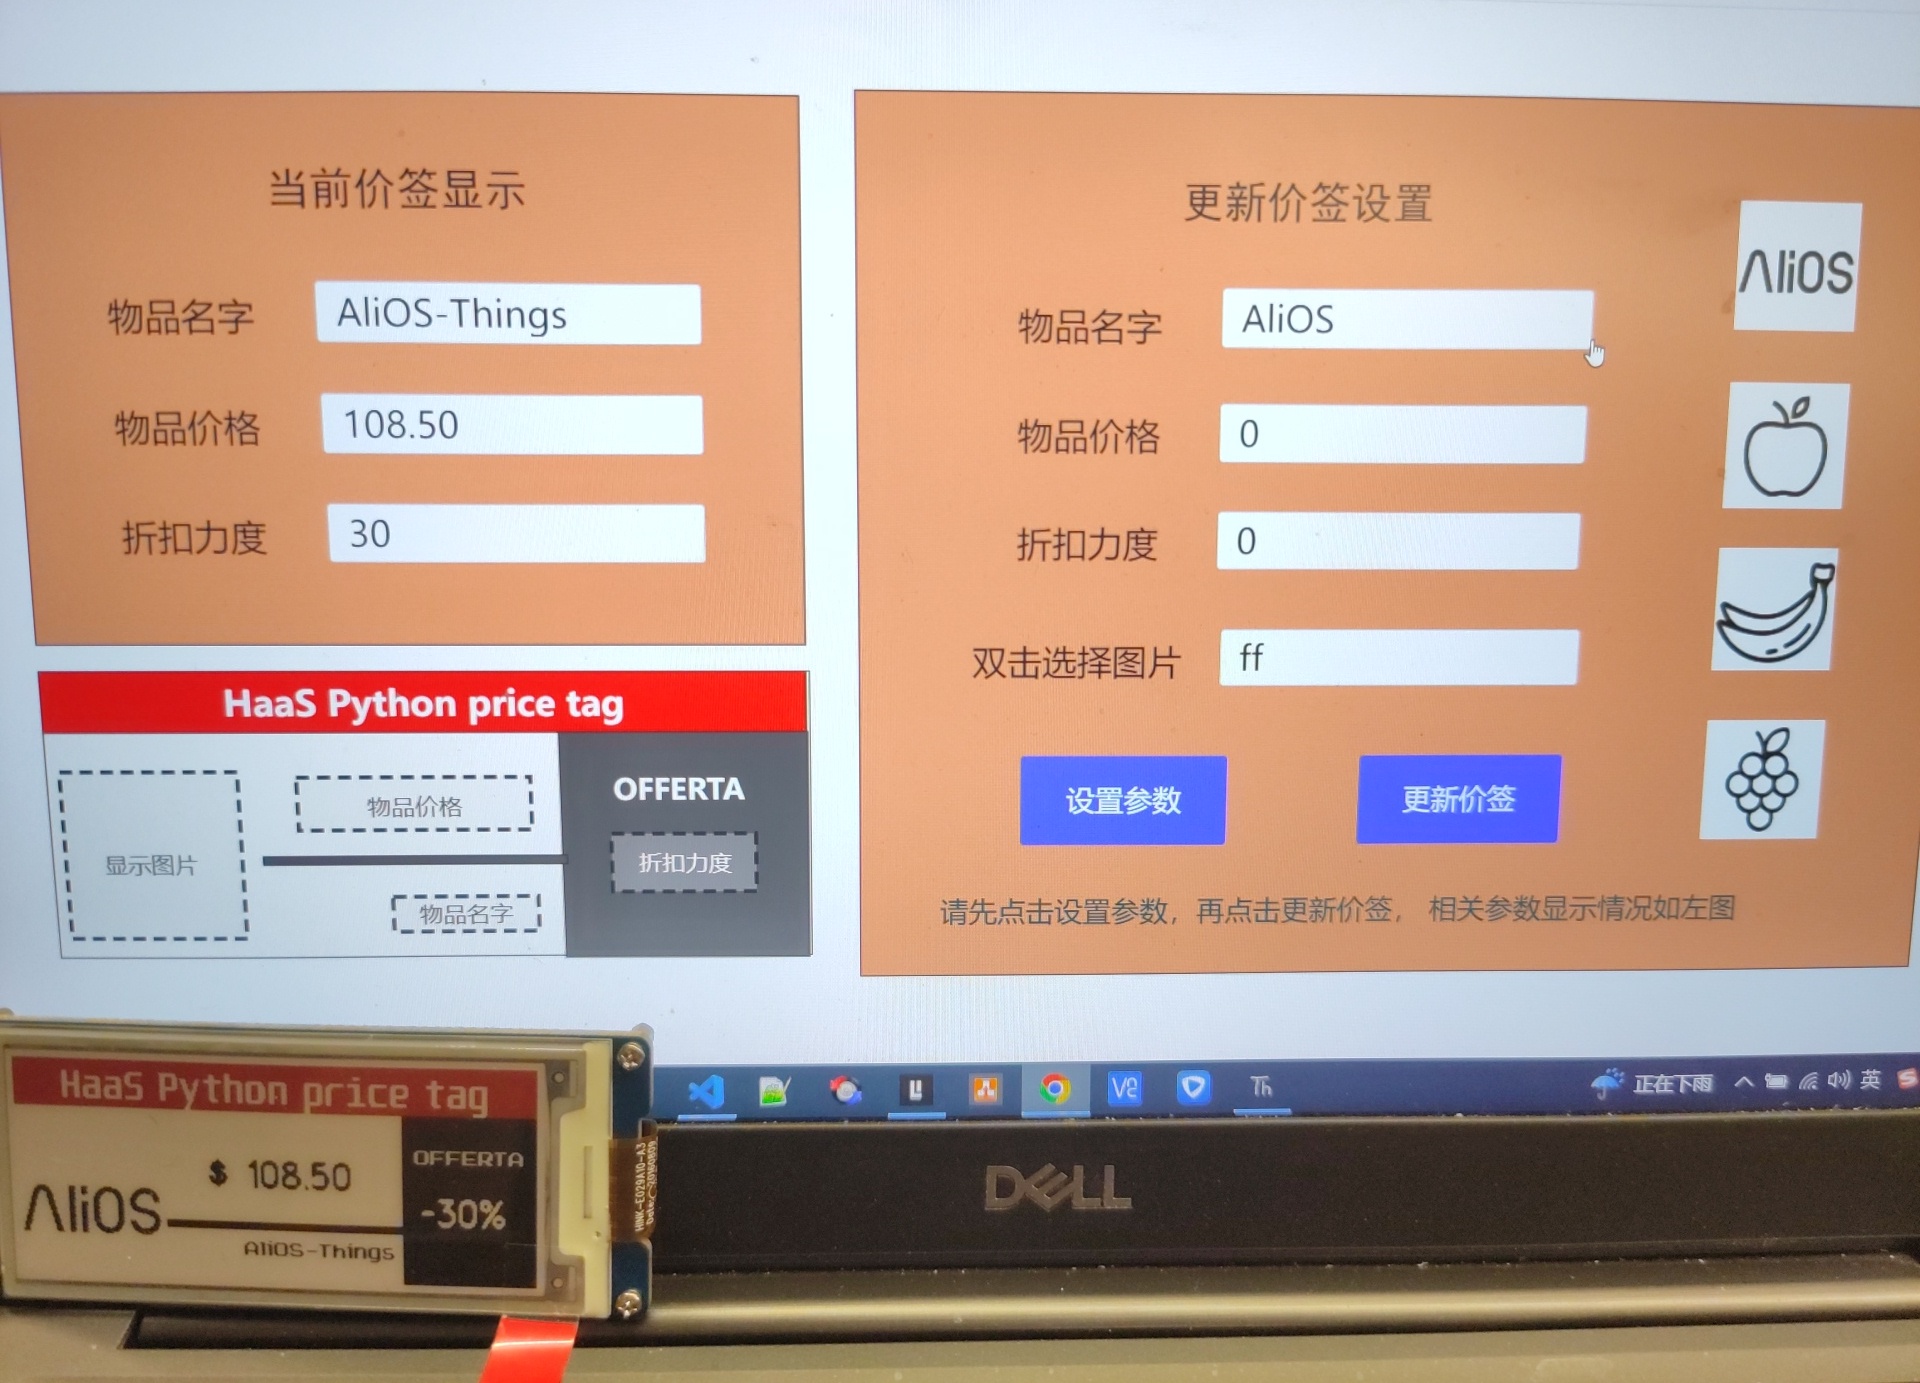 当前价签显示
物品名字 AliOS-Things
物品价格 108.50
折扣力度 30
HaaS Python price tag
显示图片
物品价格
物品名字
OFFERTA
折扣力度
更新价签设置
物品名字 AliOS
物品价格 0
折扣力度 0
双击选择图片 ff
设置参数 更新价签
请先点击设置参数，再点击更新价签， 相关参数显示情况如左图
AliOS
正在下雨 英
Th
DELL
HaaS Python price tag
AliOS
$ 108.50
AliOS-Things
OFFERTA
-30%
HINK-E029A10-A3